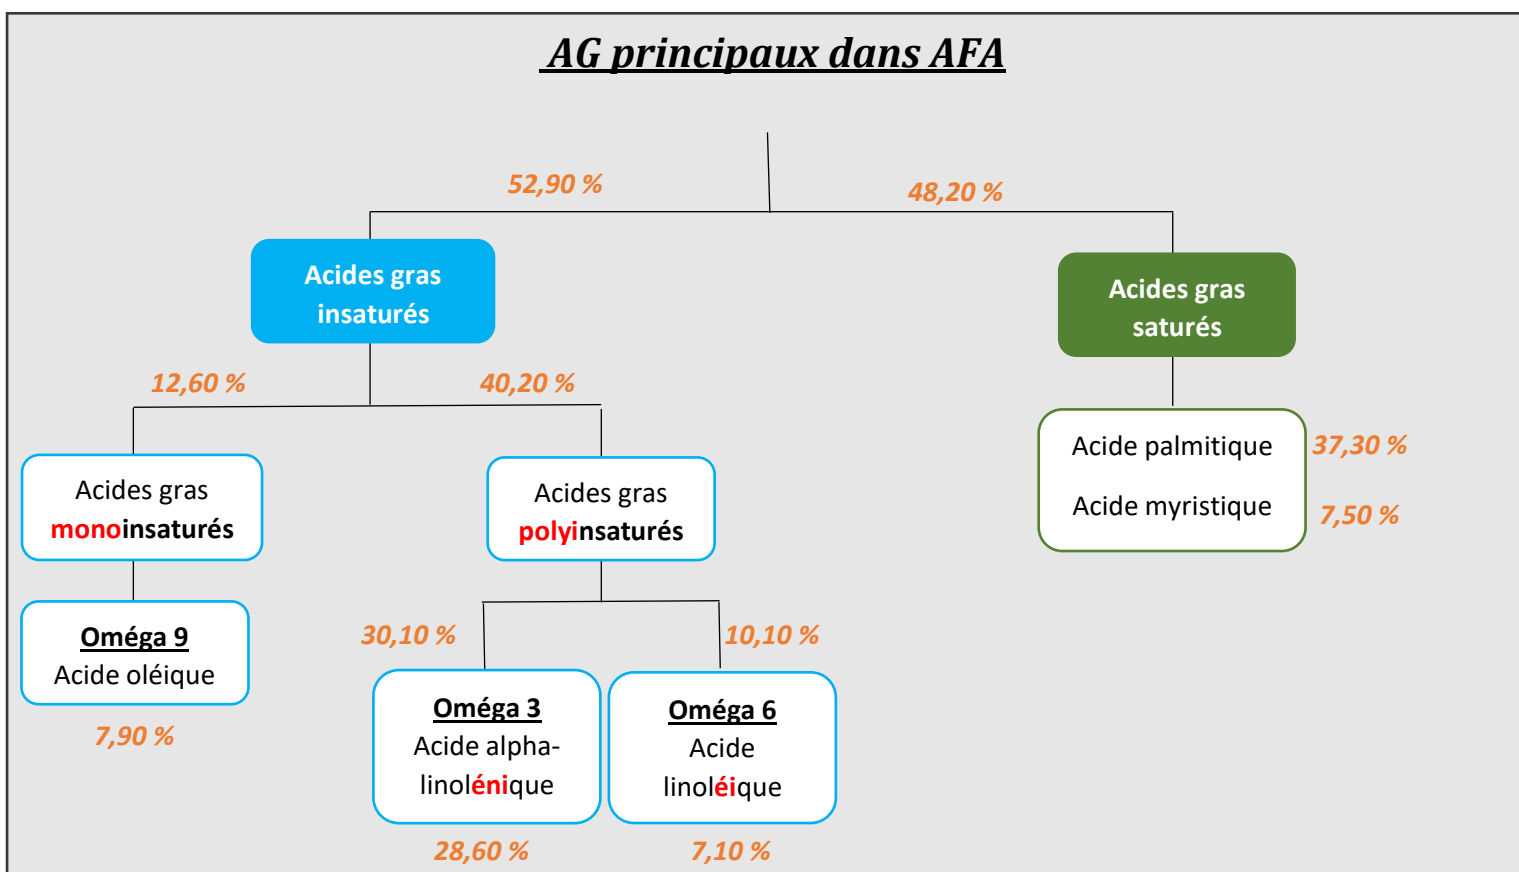 AG principaux dans AFA
52,90 %
48,20 %
Acides gras
insaturés
Acides gras
saturés
12,60 %
40,20 %
Acides gras
monoinsaturés
Acides gras
polyinsaturés
Acide palmitique
37,30 %
Acide myristique
7,50 %
Oméga 9
Acide oléique
7,90 %
30,10 %
10,10 %
Oméga 3
Acide alpha-
linolénique
28,60 %
Oméga 6
Acide
linoléique
7,10 %